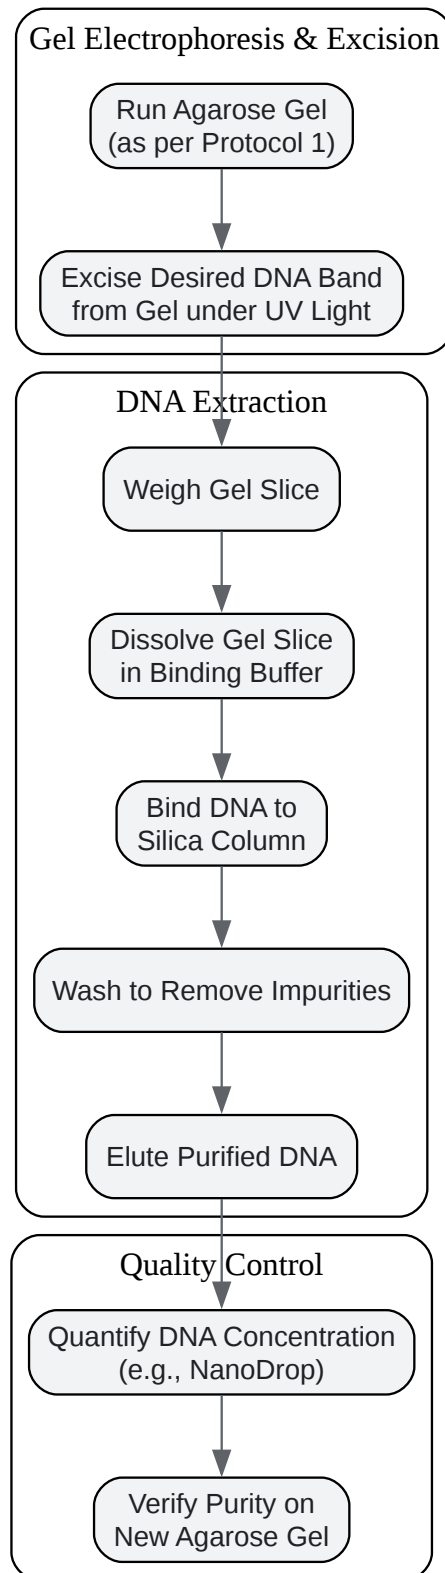 Gel Electrophoresis & Excision
Run Agarose Gel
(as per Protocol 1)
Excise Desired DNA Band
from Gel under UV Light
DNA Extraction
Weigh Gel Slice
Dissolve Gel Slice
in Binding Buffer
Bind DNA to
Silica Column
Wash to Remove Impurities
Elute Purified DNA
Quality Control
Quantify DNA Concentration
(e.g., NanoDrop)
Verify Purity on
New Agarose Gel